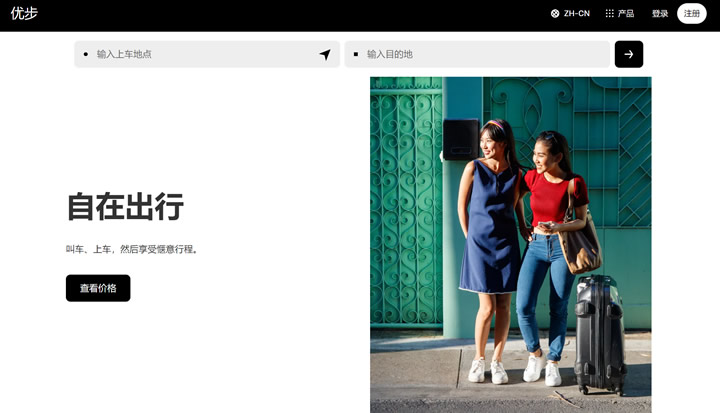 优步
ZH-CN
产品
登录
注册
输入上车地点
输入目的地
自在出行
叫车、上车，然后享受惬意行程。
查看价格